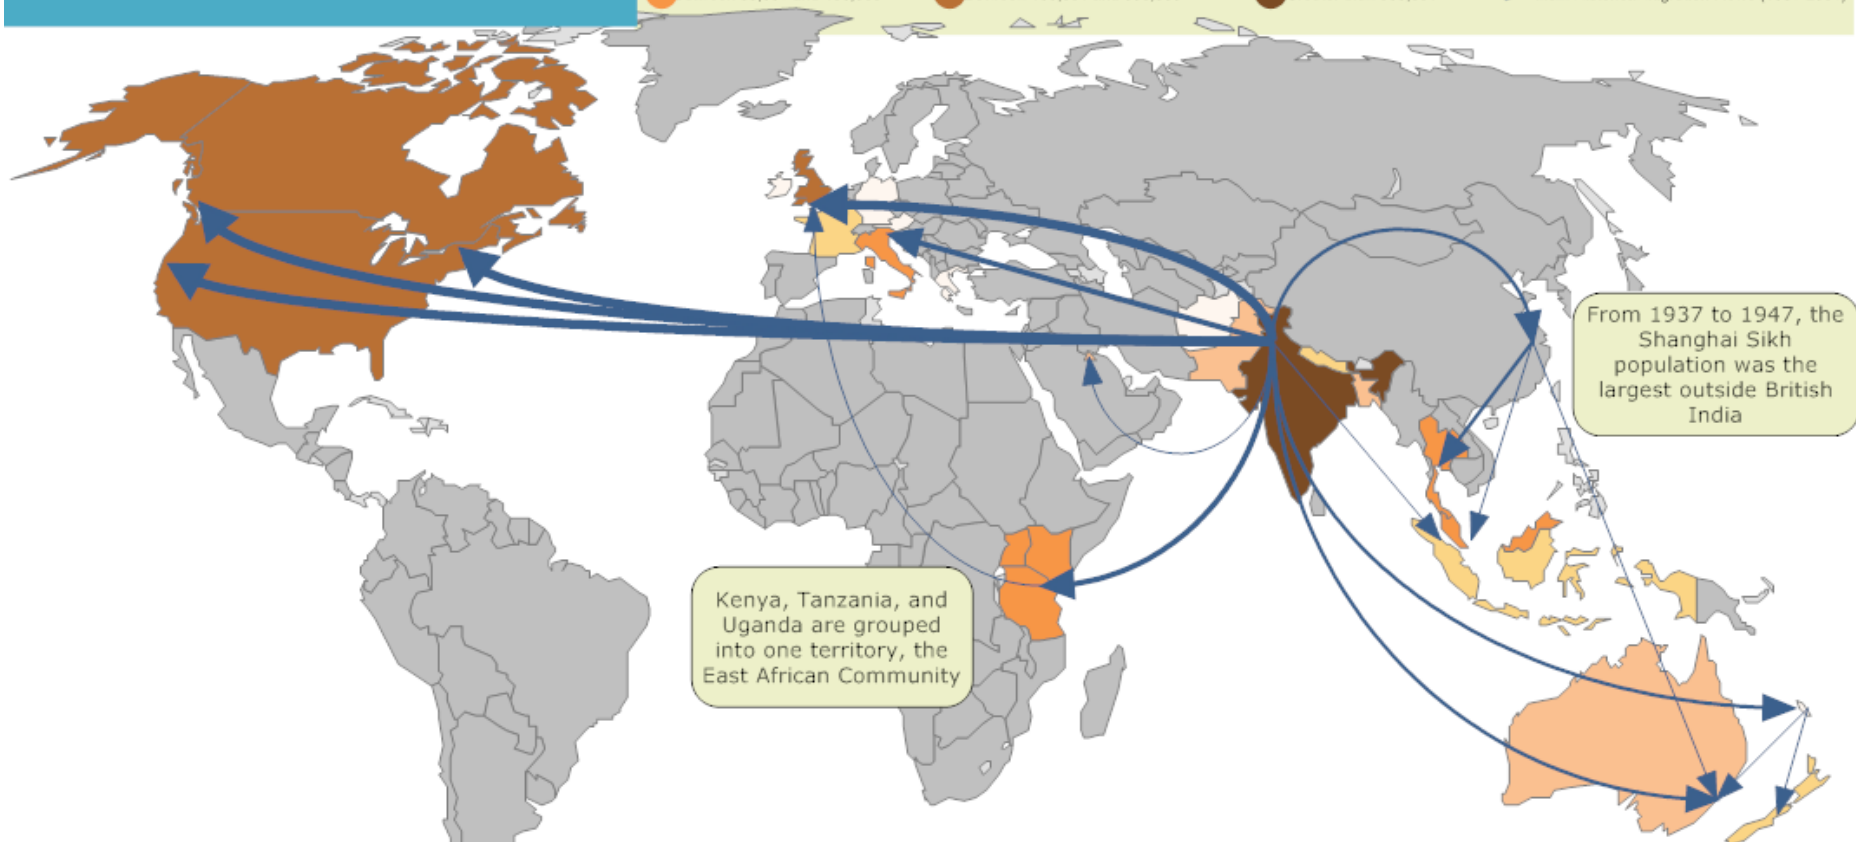 From 1937 to 1947, the
Shanghai Sikh
population was the
largest outside British
India
Kenya, Tanzania, and
Uganda are grouped
into one territory, the
East African Community